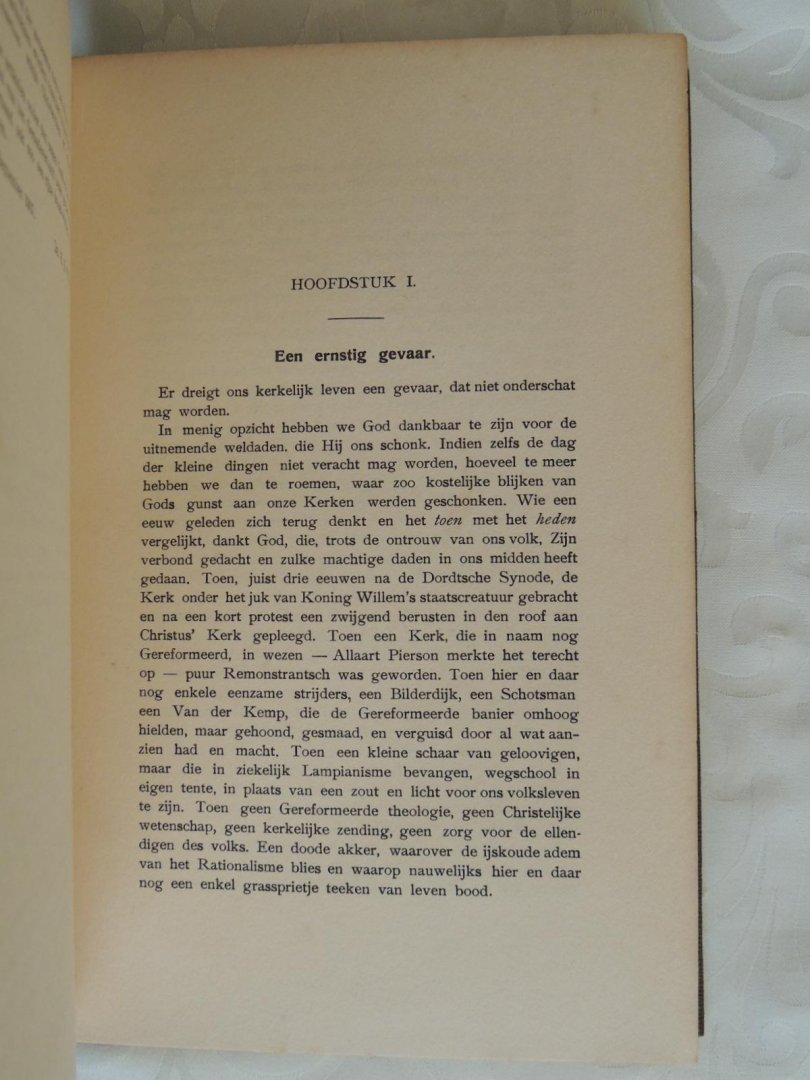 HOOFDSTUK I.
Een ernstig gevaar.
Er dreigt ons kerkelijk leven een gevaar, dat niet onderschat
mag worden.
In menig opzicht hebben we God dankbaar te zijn voor de
uitnemende weldaden. die Hij ons schonk. Indien zelfs de dag
der kleine dingen niet veracht mag worden, hoeveel te meer
hebben we dan te roemen, waar zoo kostelijke blijken van
Gods gunst aan onze Kerken werden geschonken. Wie een
eeuw geleden zich terug denkt en het toen met het heden
vergelijkt, dankt God, die, trots de ontrouw van ons volk, Zijn
verbond gedacht en zulke machtige daden in ons midden heeft
gedaan. Toen, juist drie eeuwen na de Dordtsche Synode, de
Kerk onder het juk van Koning Willem's staatscreatuur gebracht
en na een kort protest een zwijgend berusten in den roof aan
Christus' Kerk gepleegd. Toen een Kerk, die in naam nog
Gereformeerd, in wezen — Allaart Pierson merkte het terecht
op — puur Remonstrantsch was geworden. Toen hier en daar
nog enkele eenzame strijders, een Bilderdijk, een Schotsman
een Van der Kemp, die de Gereformeerde banier omhoog
hielden, maar gehoond, gesmaad, en verguisd door al wat aan-
zien had en macht. Toen een kleine schaar van geloovigen,
maar die in ziekelijk Lampianisme bevangen, wegschool in
eigen tente, in plaats van een zout en licht voor ons volksleven
te zijn. Toen geen Gereformeerde theologie, geen Christelijke
wetenschap, geen kerkelijke zending, geen zorg voor de ellen-
digen des volks. Een doode akker, waarover de ijskoude adem
van het Rationalisme blies en waarop nauwelijks hier en daar
nog een enkel grassprietje teeken van leven bood.